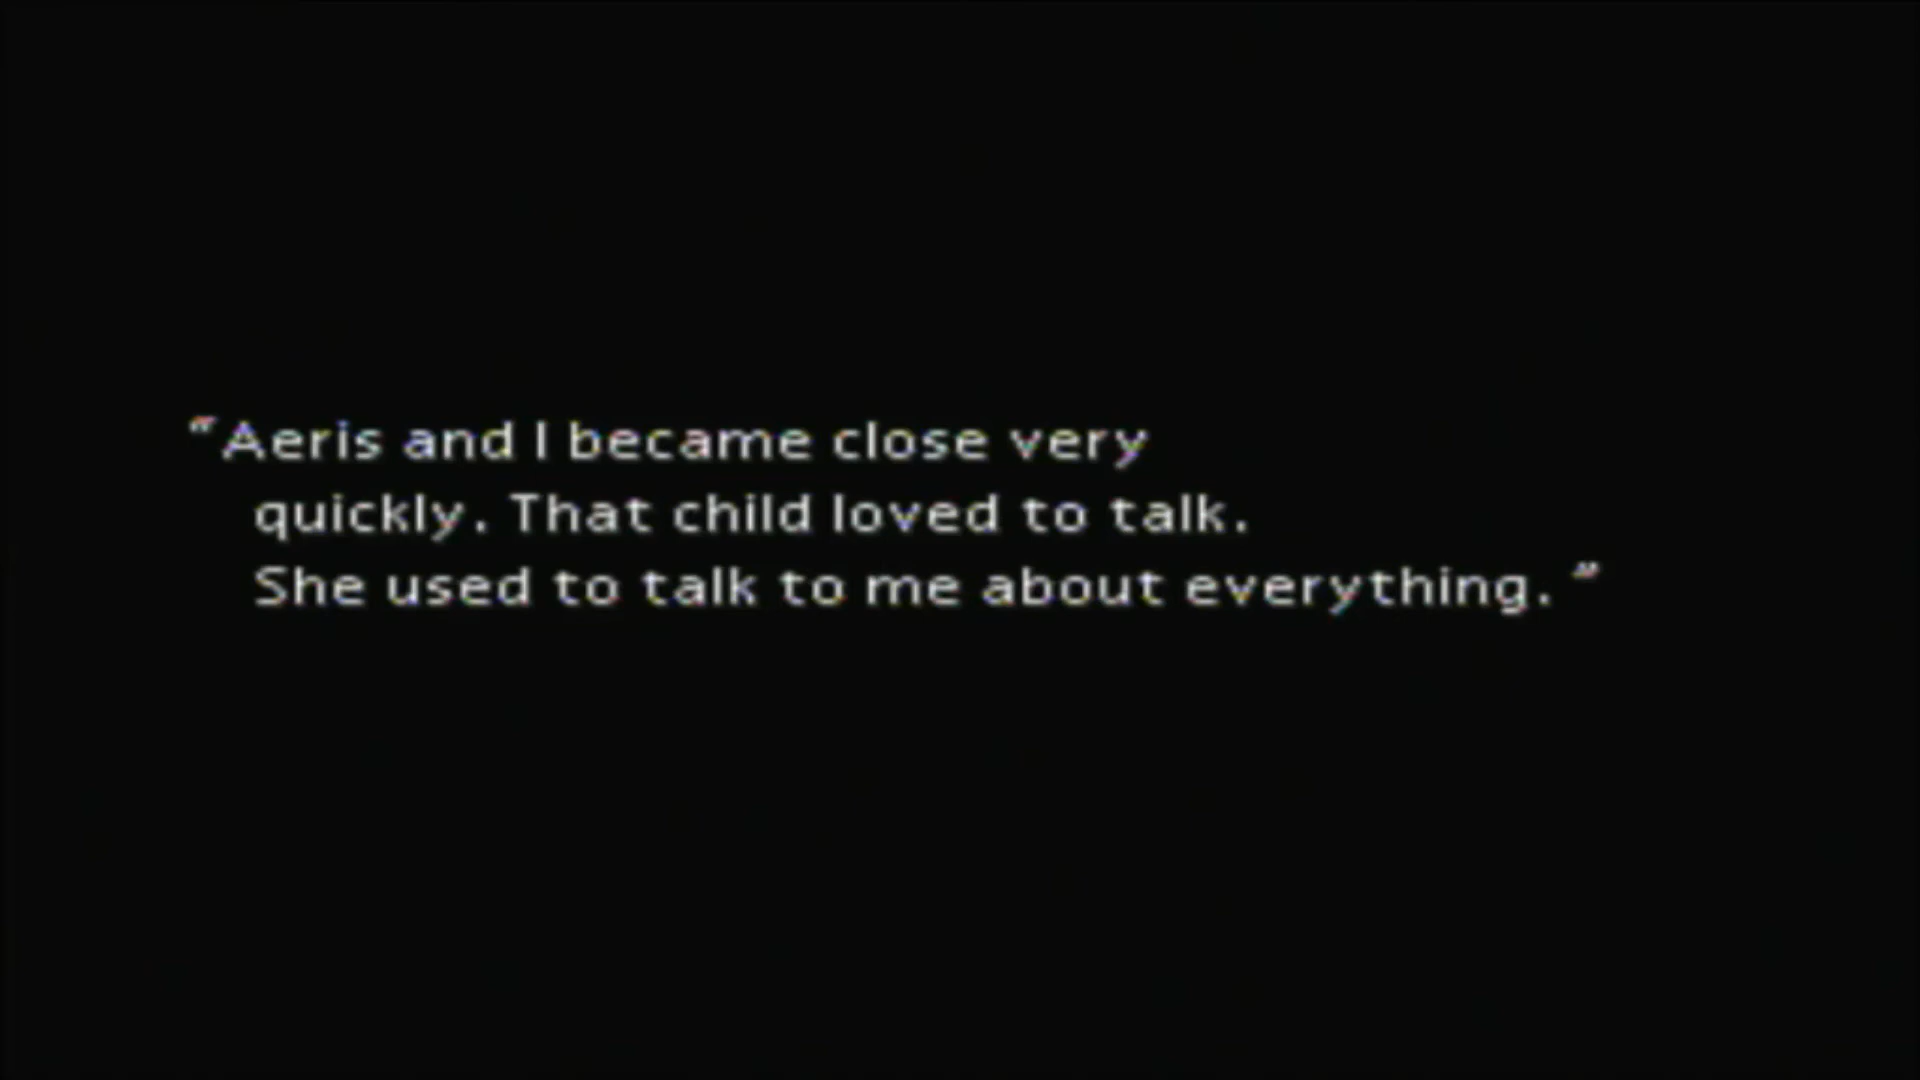 “Aeris and I became close very
quickly. That child loved to talk.
She used to talk to me about everything. ”